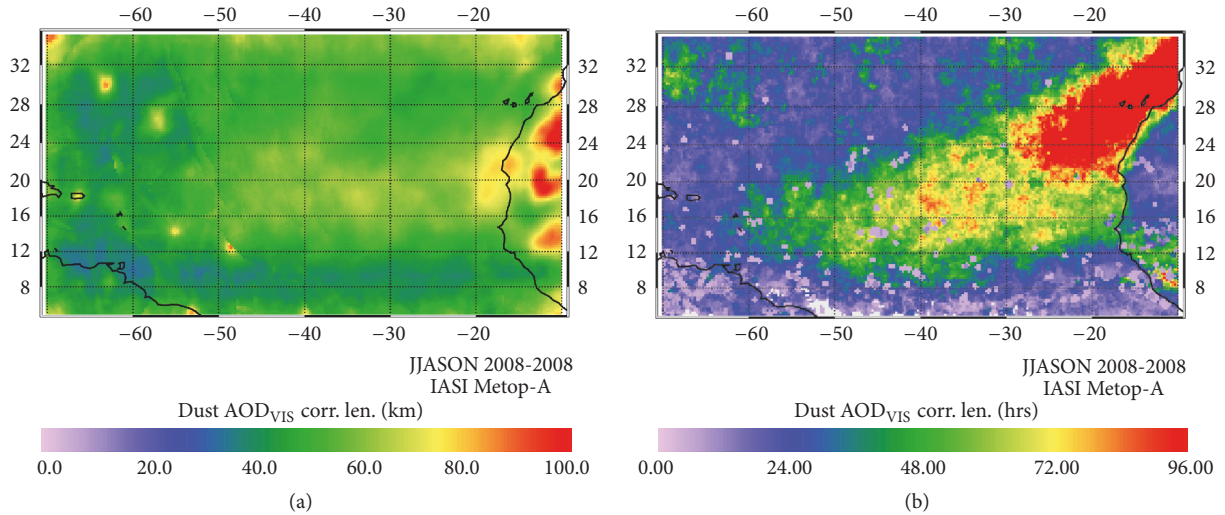 −60 −50 −40 −30 −20
−60 −50 −40 −30 −20
32 32 32 32
28 28 28 28
24 24 24 24
20 20 20 20
16 16 16 16
12 12 12 12
8 8 8 8
−60 −50 −40 −30 −20
−60 −50 −40 −30 −20
JJASON 2008-2008
IASI Metop-A
JJASON 2008-2008
IASI Metop-A
Dust AOD_VIS corr. len. (km)
Dust AOD_VIS corr. len. (hrs)
0.0 20.0 40.0 60.0 80.0 100.0
0.00 24.00 48.00 72.00 96.00
(a)
(b)